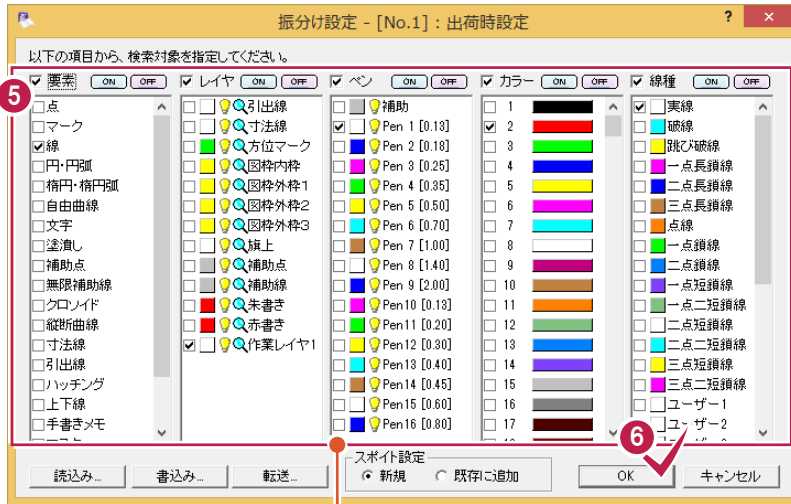 振分け設定 - [No.1] : 出荷時設定
?
×
以下の項目から、検索対象を指定してください。
5
要素 ON OFF
点
マーク
線
円・円弧
楕円・楕円弧
自由曲線
文字
塗潰し
補助点
無限補助線
クロソイド
縦断曲線
寸法線
引出線
ハッチング
上下線
手書きメモ
レイヤ ON OFF
引出線
寸法線
方位マーク
図枠内枠
図枠外枠1
図枠外枠2
図枠外枠3
旗上
補助点
補助線
朱書き
赤書き
作業レイヤ1
ペン ON OFF
補助
Pen 1 [0.13]
Pen 2 [0.18]
Pen 3 [0.25]
Pen 4 [0.35]
Pen 5 [0.50]
Pen 6 [0.70]
Pen 7 [1.00]
Pen 8 [1.40]
Pen 9 [2.00]
Pen10 [0.13]
Pen11 [0.20]
Pen12 [0.30]
Pen13 [0.40]
Pen14 [0.45]
Pen15 [0.60]
Pen16 [0.80]
カラー ON OFF
1
2
3
4
5
6
7
8
9
10
11
12
13
14
15
16
17
線種 ON OFF
実線
破線
跳び破線
一点長鎖線
二点長鎖線
三点長鎖線
点線
一点鎖線
二点鎖線
一点短鎖線
一点二短鎖線
二点短鎖線
二点二短鎖線
三点短鎖線
三点二短鎖線
ユーザー1
ユーザー2
6
読込み...
書込み...
転送...
スポイト設定
新規
既存に追加
OK
キャンセル